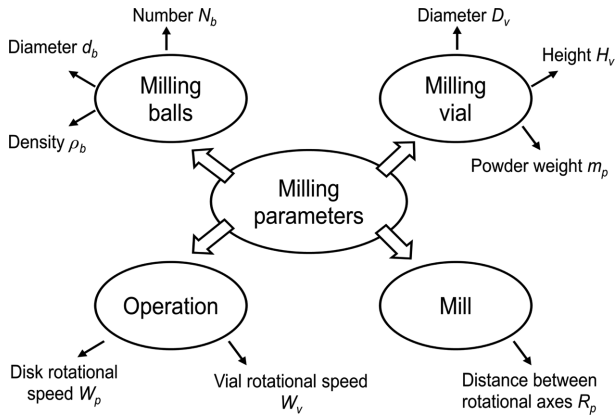 Number N_b
Diameter d_b
Milling
balls
Density ρ_b
Diameter D_v
Height H_v
Milling
vial
Powder weight m_p
Milling
parameters
Operation
Disk rotational
speed W_p
Vial rotational speed
W_v
Mill
Distance between
rotational axes R_p